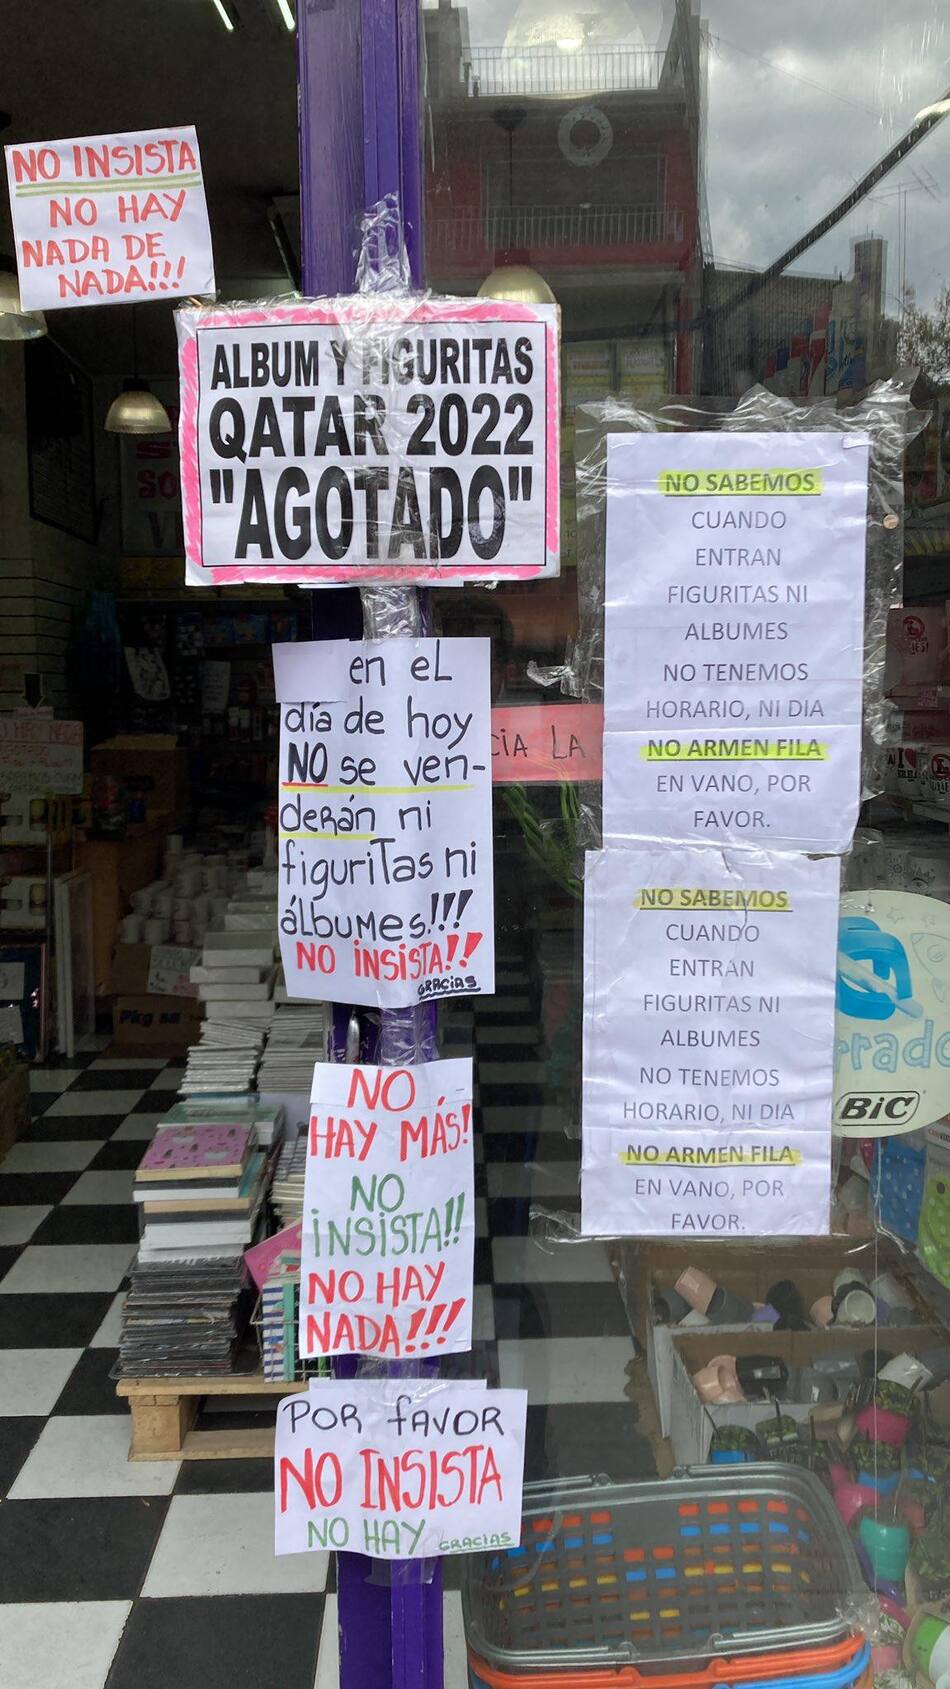 NO INSISTA
NO HAY
NADA DE
NADA!!!
ALBUM Y FIGURITAS
QATAR 2022
"AGOTADO"
en el
día de hoy
NO se ven-
derán ni
figuritas ni
álbumes!!!
NO INSISTA!!
GRACIAS
NO
HAY MÁS!
NO
INSISTA!!
NO HAY
NADA!!!
POR fAVOR
NO INSISTA
NO HAY GRACIAS
NO SABEMOS
CUANDO
ENTRAN
FIGURITAS NI
ALBUMES
NO TENEMOS
HORARIO, NI DIA
NO ARMEN FILA
EN VANO, POR
FAVOR.
NO SABEMOS
CUANDO
ENTRAN
FIGURITAS NI
ALBUMES
NO TENEMOS
HORARIO, NI DIA
NO ARMEN FILA
EN VANO, POR
FAVOR.
LA
BiC